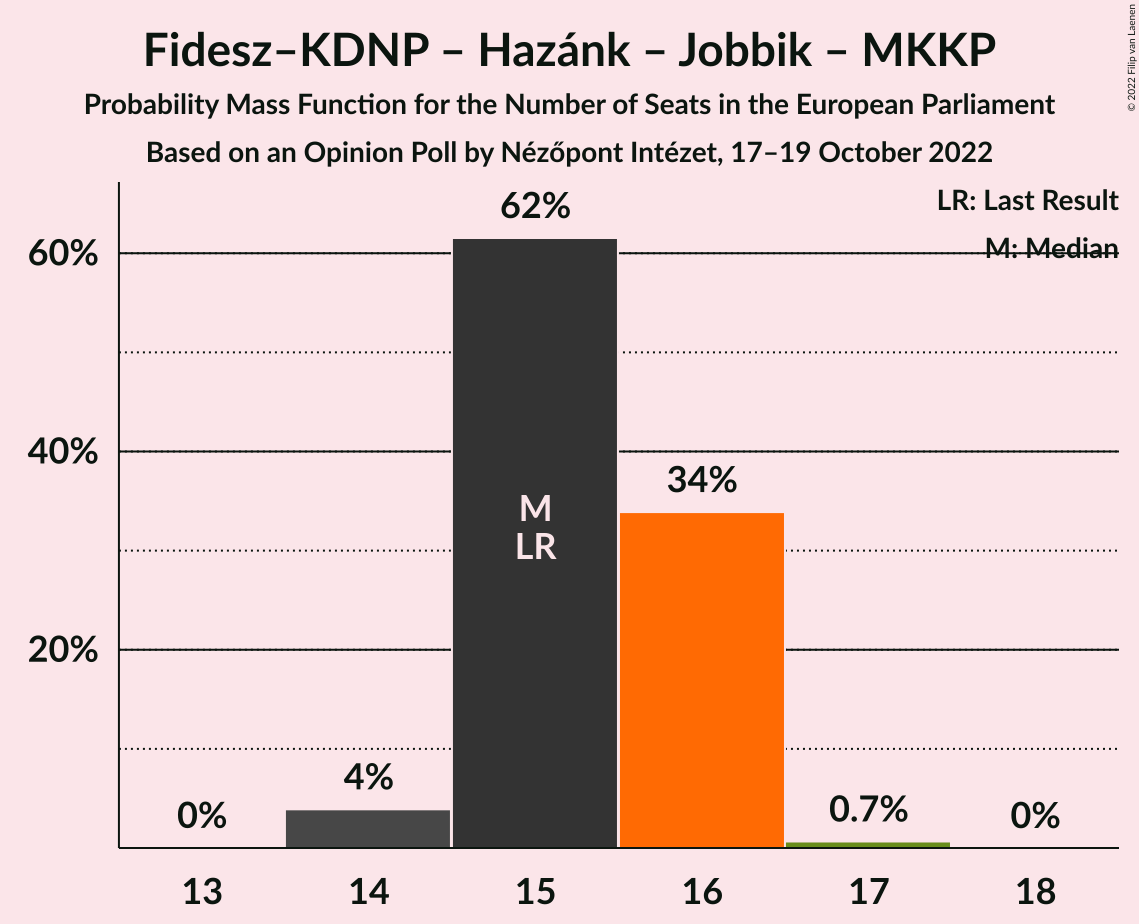 Fidesz–KDNP – Hazánk – Jobbik – MKKP
Probability Mass Function for the Number of Seats in the European Parliament
Based on an Opinion Poll by Nézőpont Intézet, 17–19 October 2022
© 2022 Filip van Laenen
LR: Last Result
M: Median
60%
40%
20%
0%
4%
62%
34%
0.7%
0%
M
LR
13 14 15 16 17 18